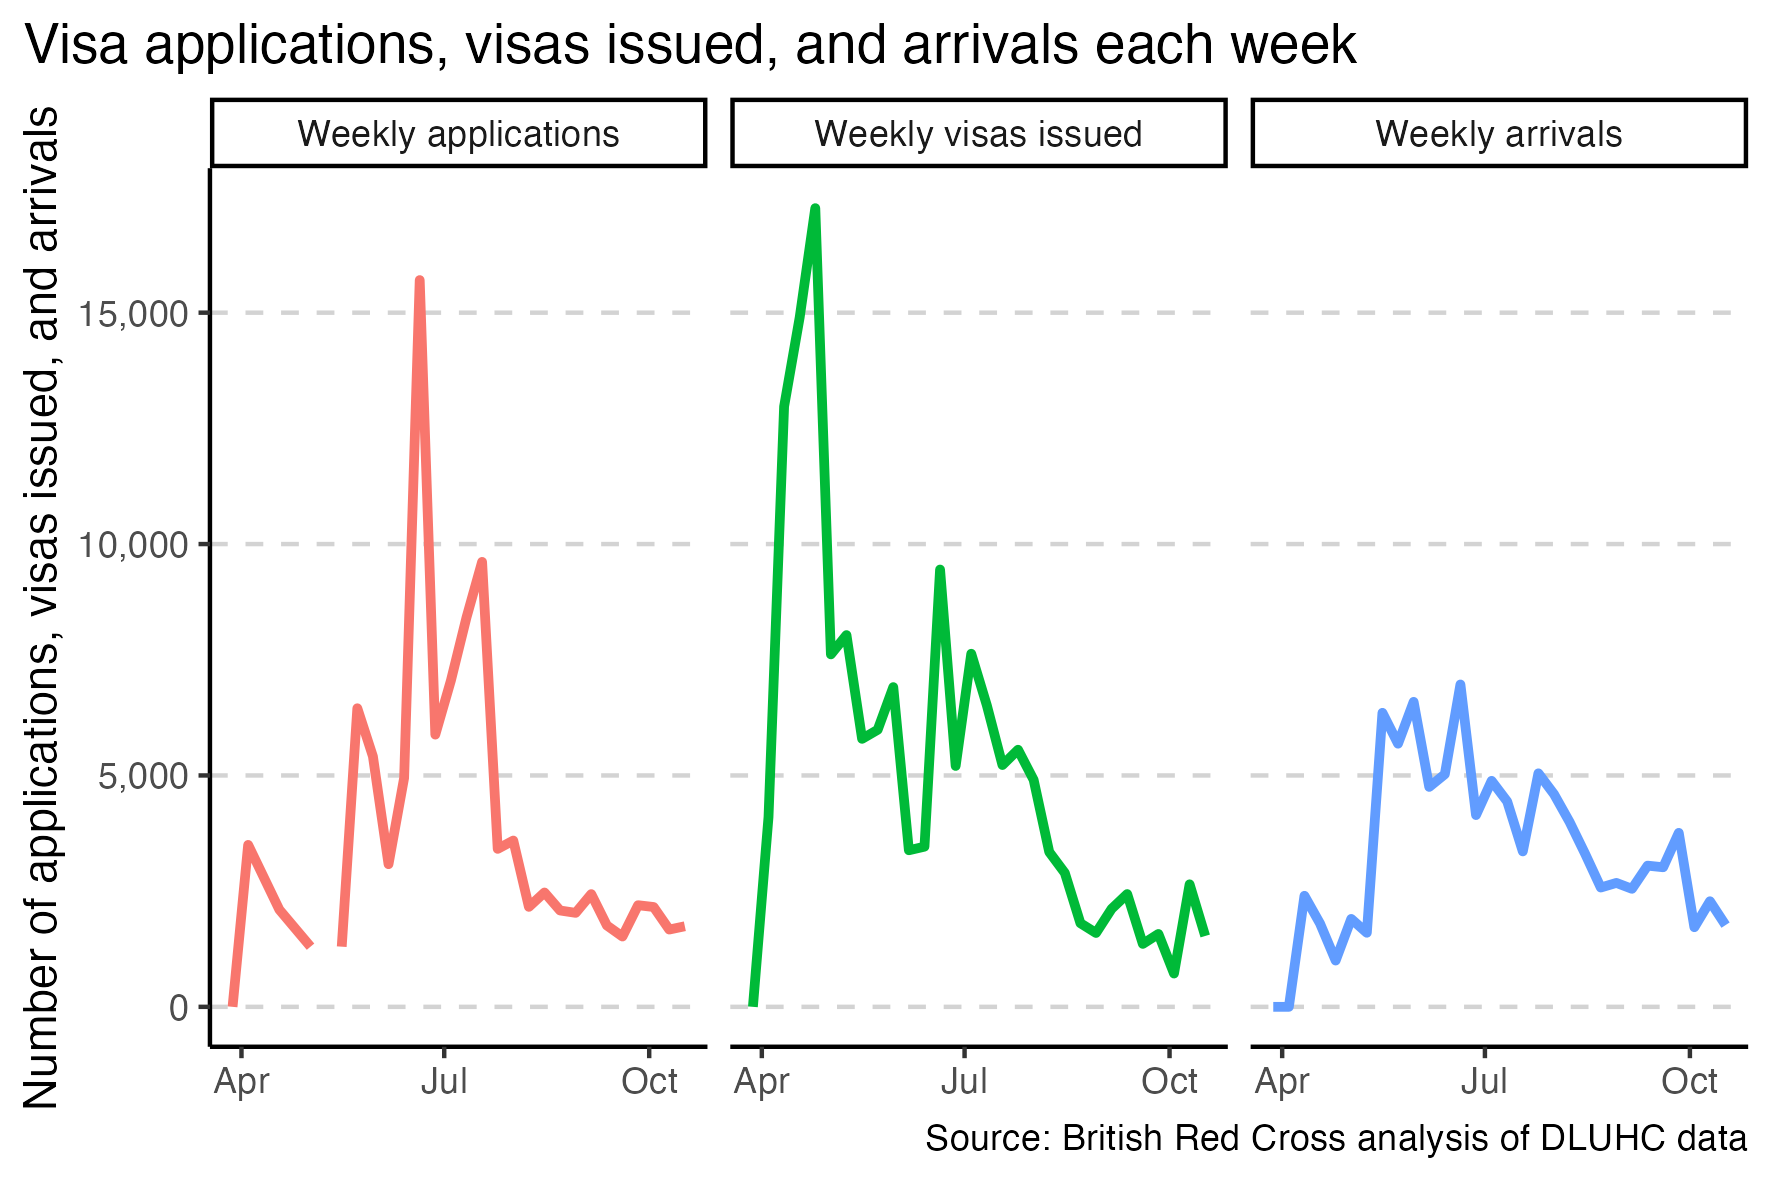 Visa applications, visas issued, and arrivals each week
Number of applications, visas issued, and arrivals
Weekly applications
Weekly visas issued
Weekly arrivals
15,000
10,000
5,000
0
Apr Jul Oct
Apr Jul Oct
Apr Jul Oct
Source: British Red Cross analysis of DLUHC data